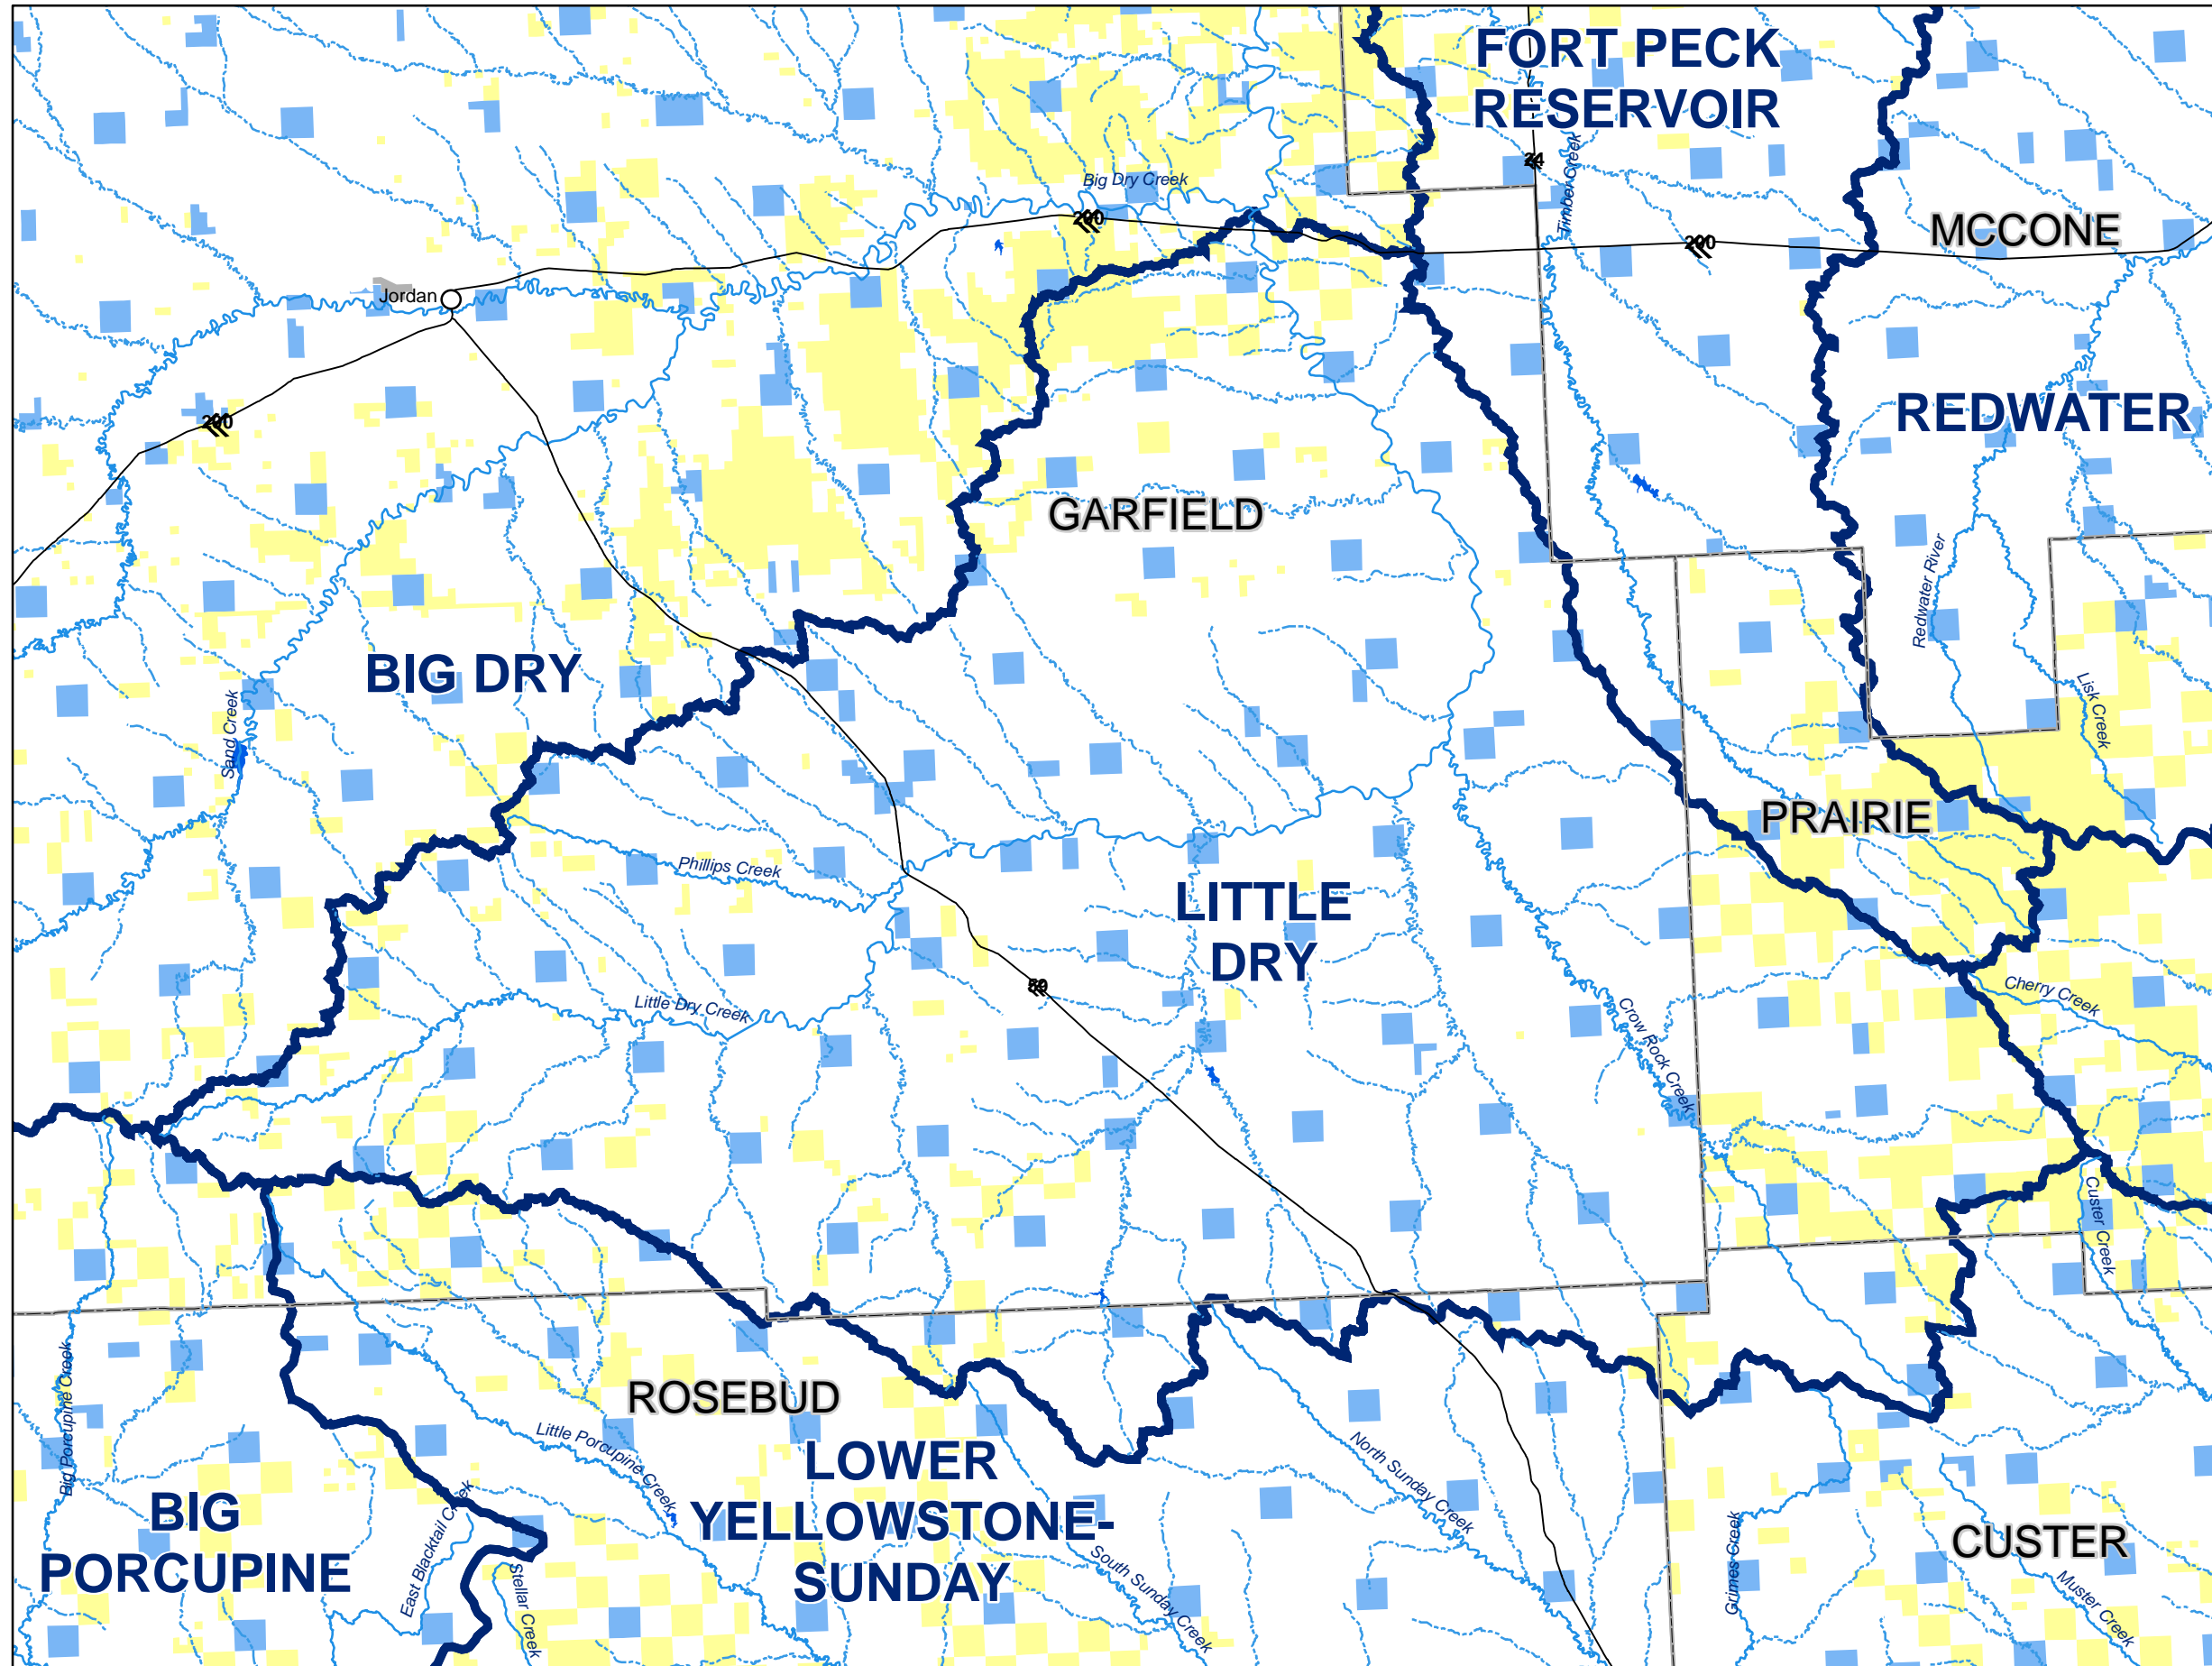 FORT PECK
RESERVOIR
24
Timber Creek
Big Dry Creek
200
200
MCCONE
Jordan
200
REDWATER
GARFIELD
Redwater River
BIG DRY
Sand Creek
Lisk Creek
PRAIRIE
Phillips Creek
LITTLE
DRY
Little Dry Creek
59
Cherry Creek
Crow Rock Creek
Custer Creek
Big Porcupine Creek
ROSEBUD
Little Porcupine Creek
LOWER
YELLOWSTONE-
SUNDAY
North Sunday Creek
BIG
PORCUPINE
East Blacktail Creek
Stellar Creek
South Sunday Creek
Grimes Creek
CUSTER
Muster Creek